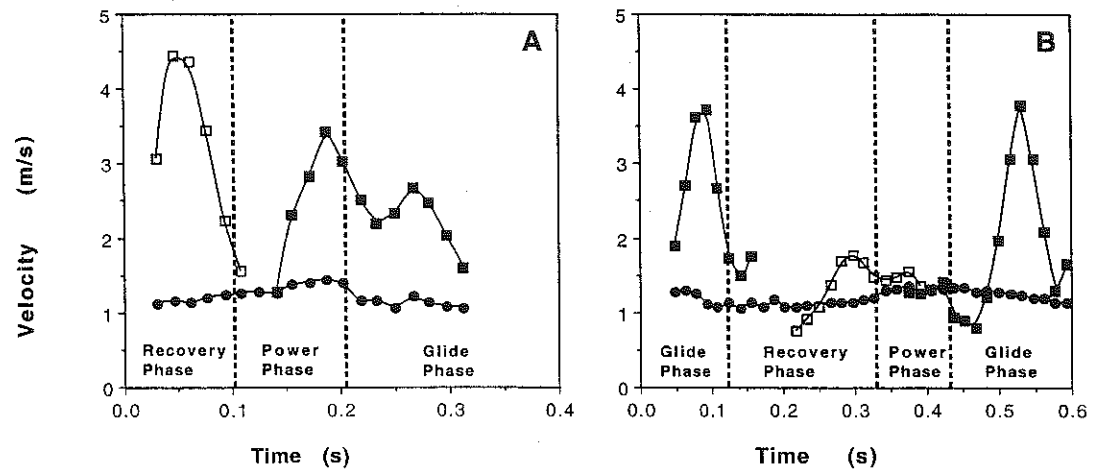 5
4
3
2
1
0
0.0
0.1
0.2
0.3
0.4
Velocity (m/s)
Time (s)
A
Recovery
Phase
Power
Phase
Glide
Phase
5
4
3
2
1
0
0.0
0.1
0.2
0.3
0.4
0.5
0.6
Time (s)
B
Glide
Phase
Recovery
Phase
Power
Phase
Glide
Phase